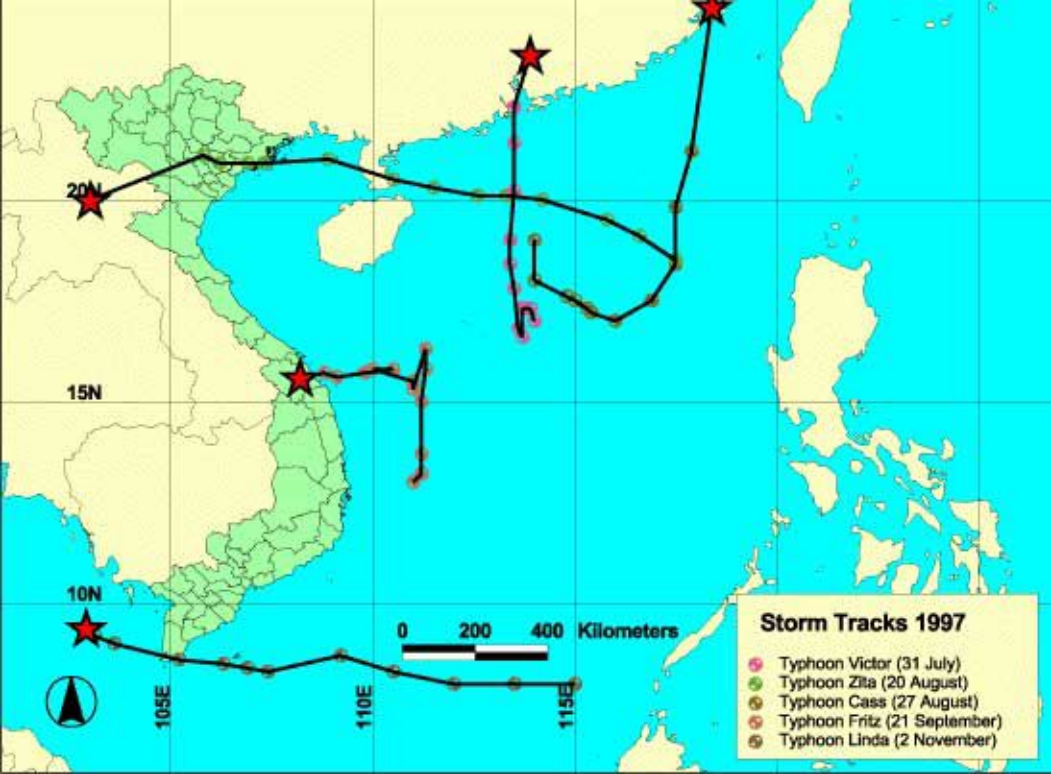 20N
15N
10N
0 200 400 Kilometers
105E
110E
115E
Storm Tracks 1997
Typhoon Victor (31 July)
Typhoon Zita (20 August)
Typhoon Cass (27 August)
Typhoon Fritz (21 September)
Typhoon Linda (2 November)